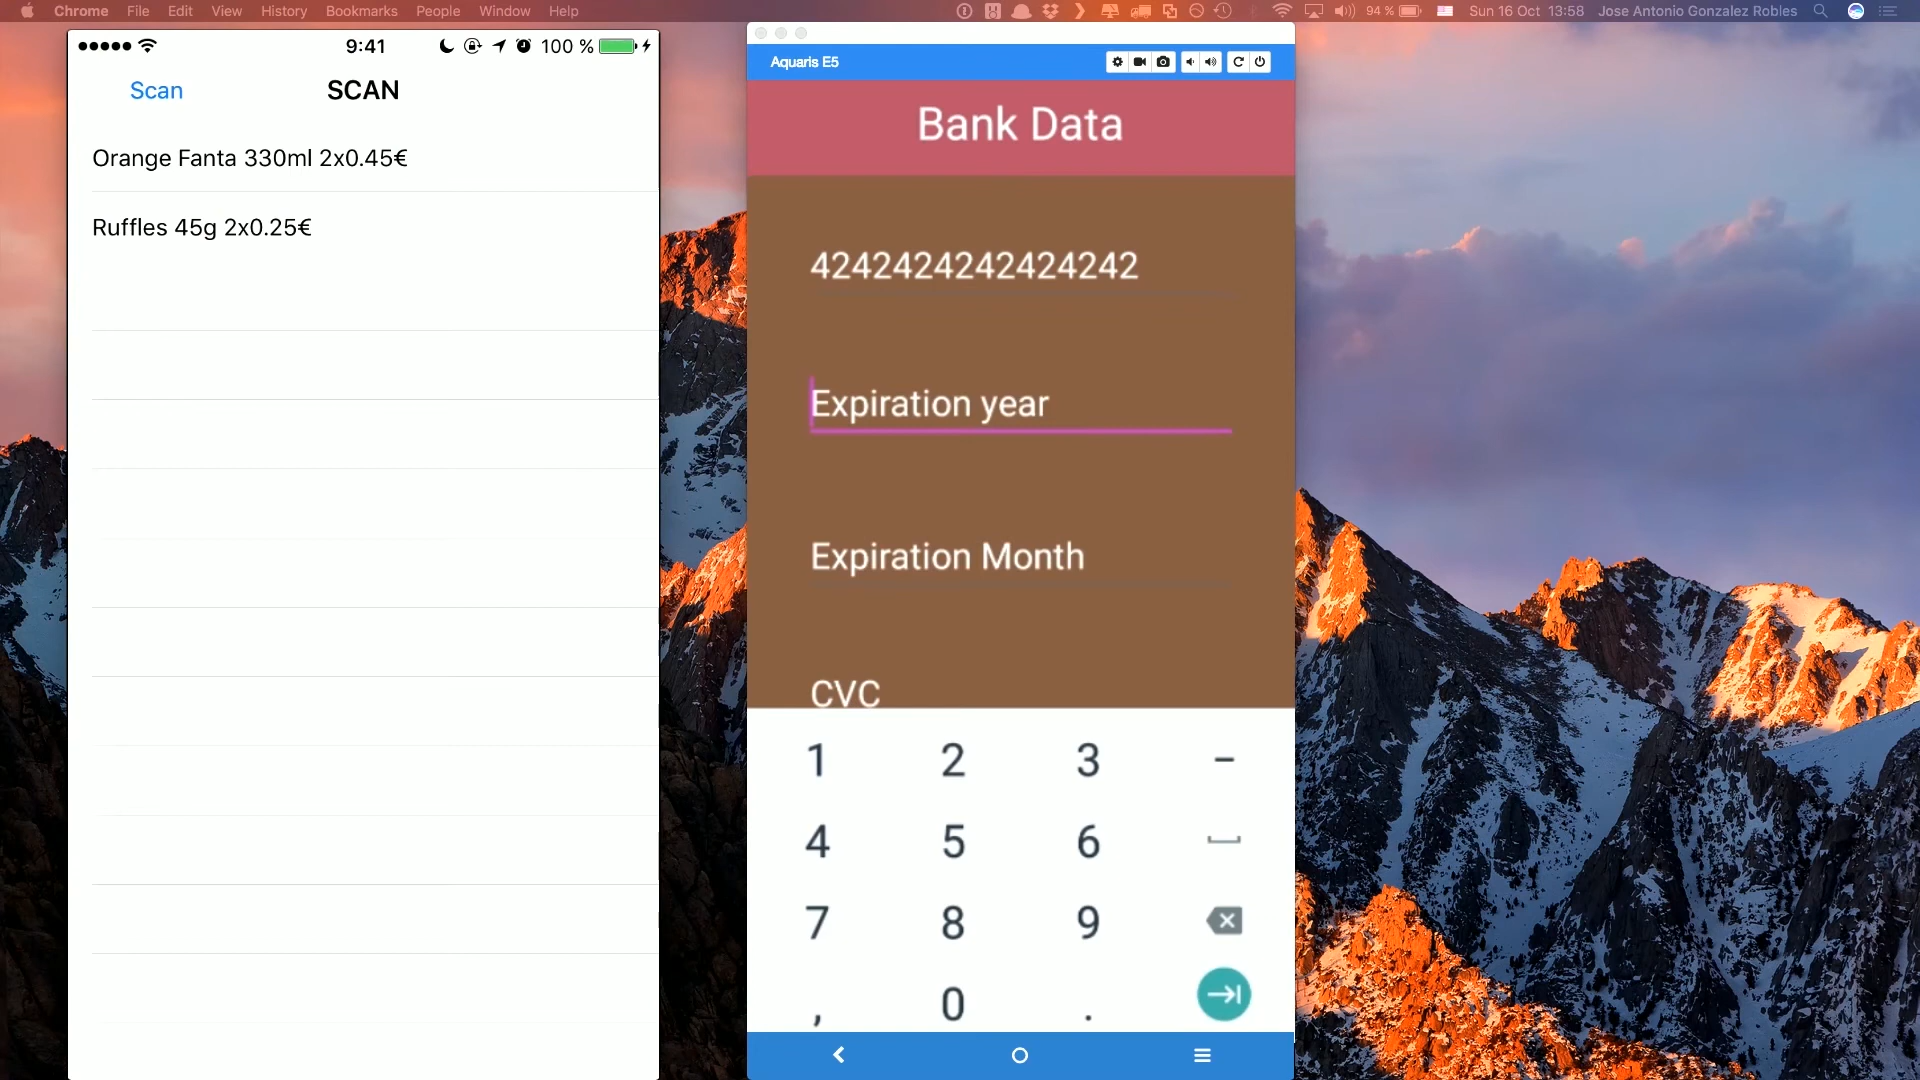 Chrome File Edit View History Bookmarks People Window Help
94 % Sun 16 Oct 13:58 Jose Antonio Gonzalez Robles
9:41 100 %
Scan SCAN
Orange Fanta 330ml 2x0.45€
Ruffles 45g 2x0.25€
Aquaris E5
Bank Data
4242424242424242
Expiration year
Expiration Month
CVC
1 2 3 -
4 5 6
7 8 9
, 0 .